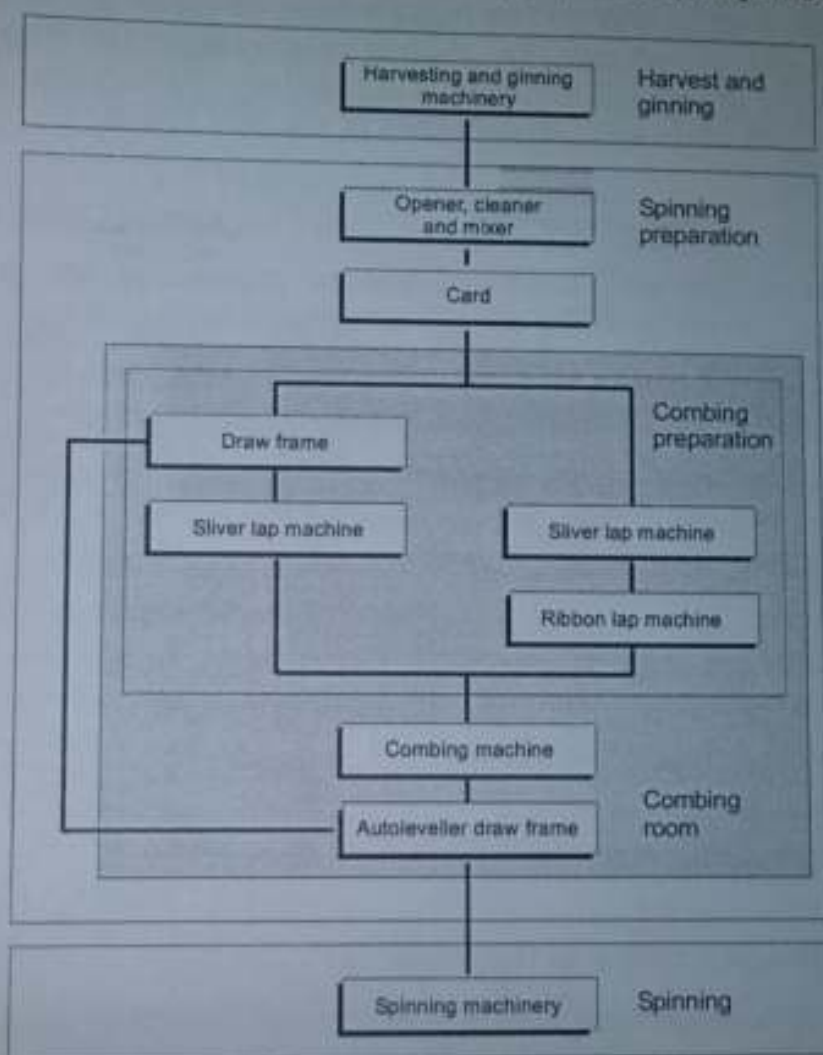 Harvesting and ginning
machinery
Harvest and
ginning
Opener, cleaner
and mixer
Spinning
preparation
Card
Combing
preparation
Draw frame
Sliver lap machine
Sliver lap machine
Ribbon lap machine
Combing machine
Combing
room
Autoleveller draw frame
Spinning machinery
Spinning